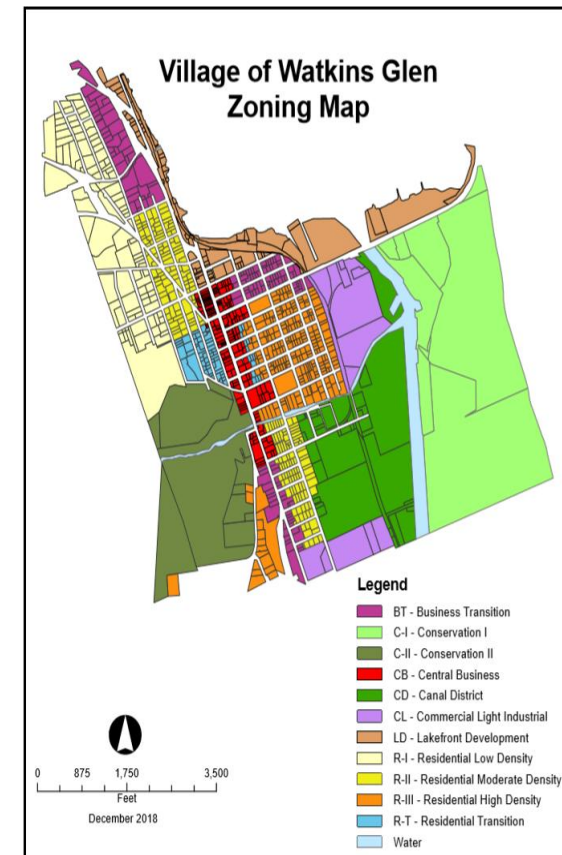 Village of Watkins Glen
Zoning Map
Legend
BT - Business Transition
C-I - Conservation I
C-II - Conservation II
CB - Central Business
CD - Canal District
CL - Commercial Light Industrial
LD - Lakefront Development
R-I - Residential Low Density
R-II - Residential Moderate Density
R-III - Residential High Density
R-T - Residential Transition
Water
0 875 1,750 3,500
Feet
December 2018